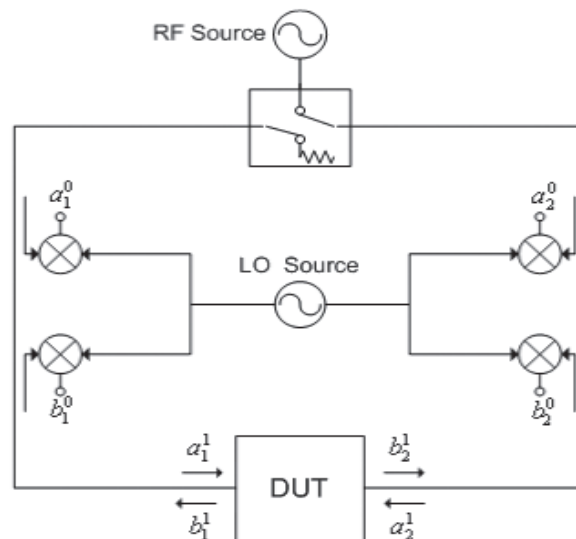 RF Source
a₁⁰ a₂⁰
LO Source
b₁⁰ b₂⁰
a₁¹ b₂¹
DUT
b₁¹ a₂¹